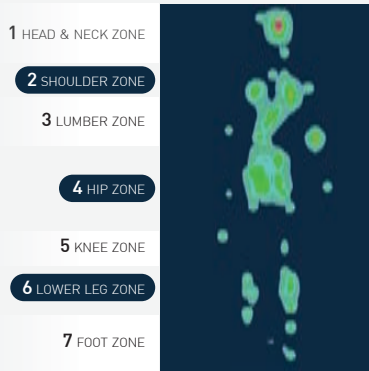 1 HEAD & NECK ZONE
2 SHOULDER ZONE
3 LUMBER ZONE
4 HIP ZONE
5 KNEE ZONE
6 LOWER LEG ZONE
7 FOOT ZONE